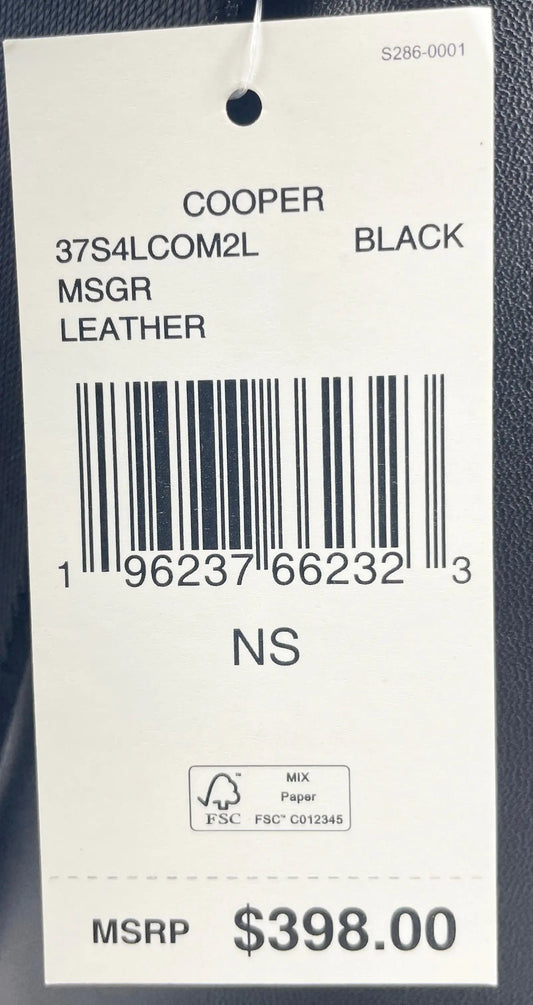 S286-0001
COOPER
37S4LCOM2L BLACK
MSGR
LEATHER
1 96237 66232 3
NS
MIX
Paper
FSC™ FSC™ C012345
MSRP $398.00